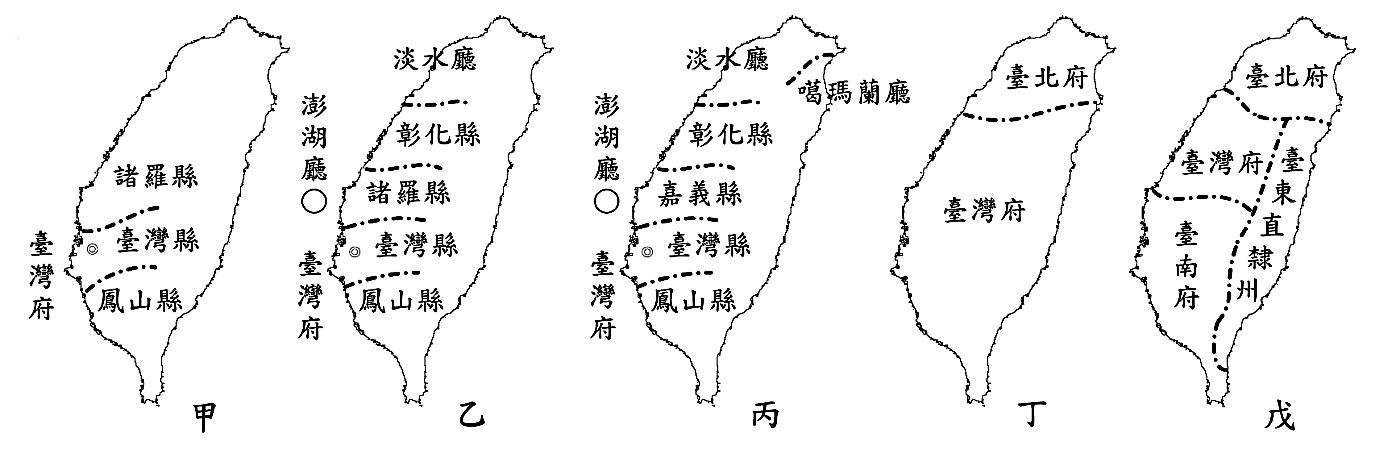 諸羅縣
臺灣縣
鳳山縣
臺灣府
甲
淡水廳
彰化縣
諸羅縣
臺灣縣
鳳山縣
澎湖廳
臺灣府
乙
淡水廳
噶瑪蘭廳
彰化縣
嘉義縣
臺灣縣
鳳山縣
澎湖廳
臺灣府
丙
臺北府
臺灣府
丁
臺北府
臺灣府
臺東直隸州
臺南府
戊